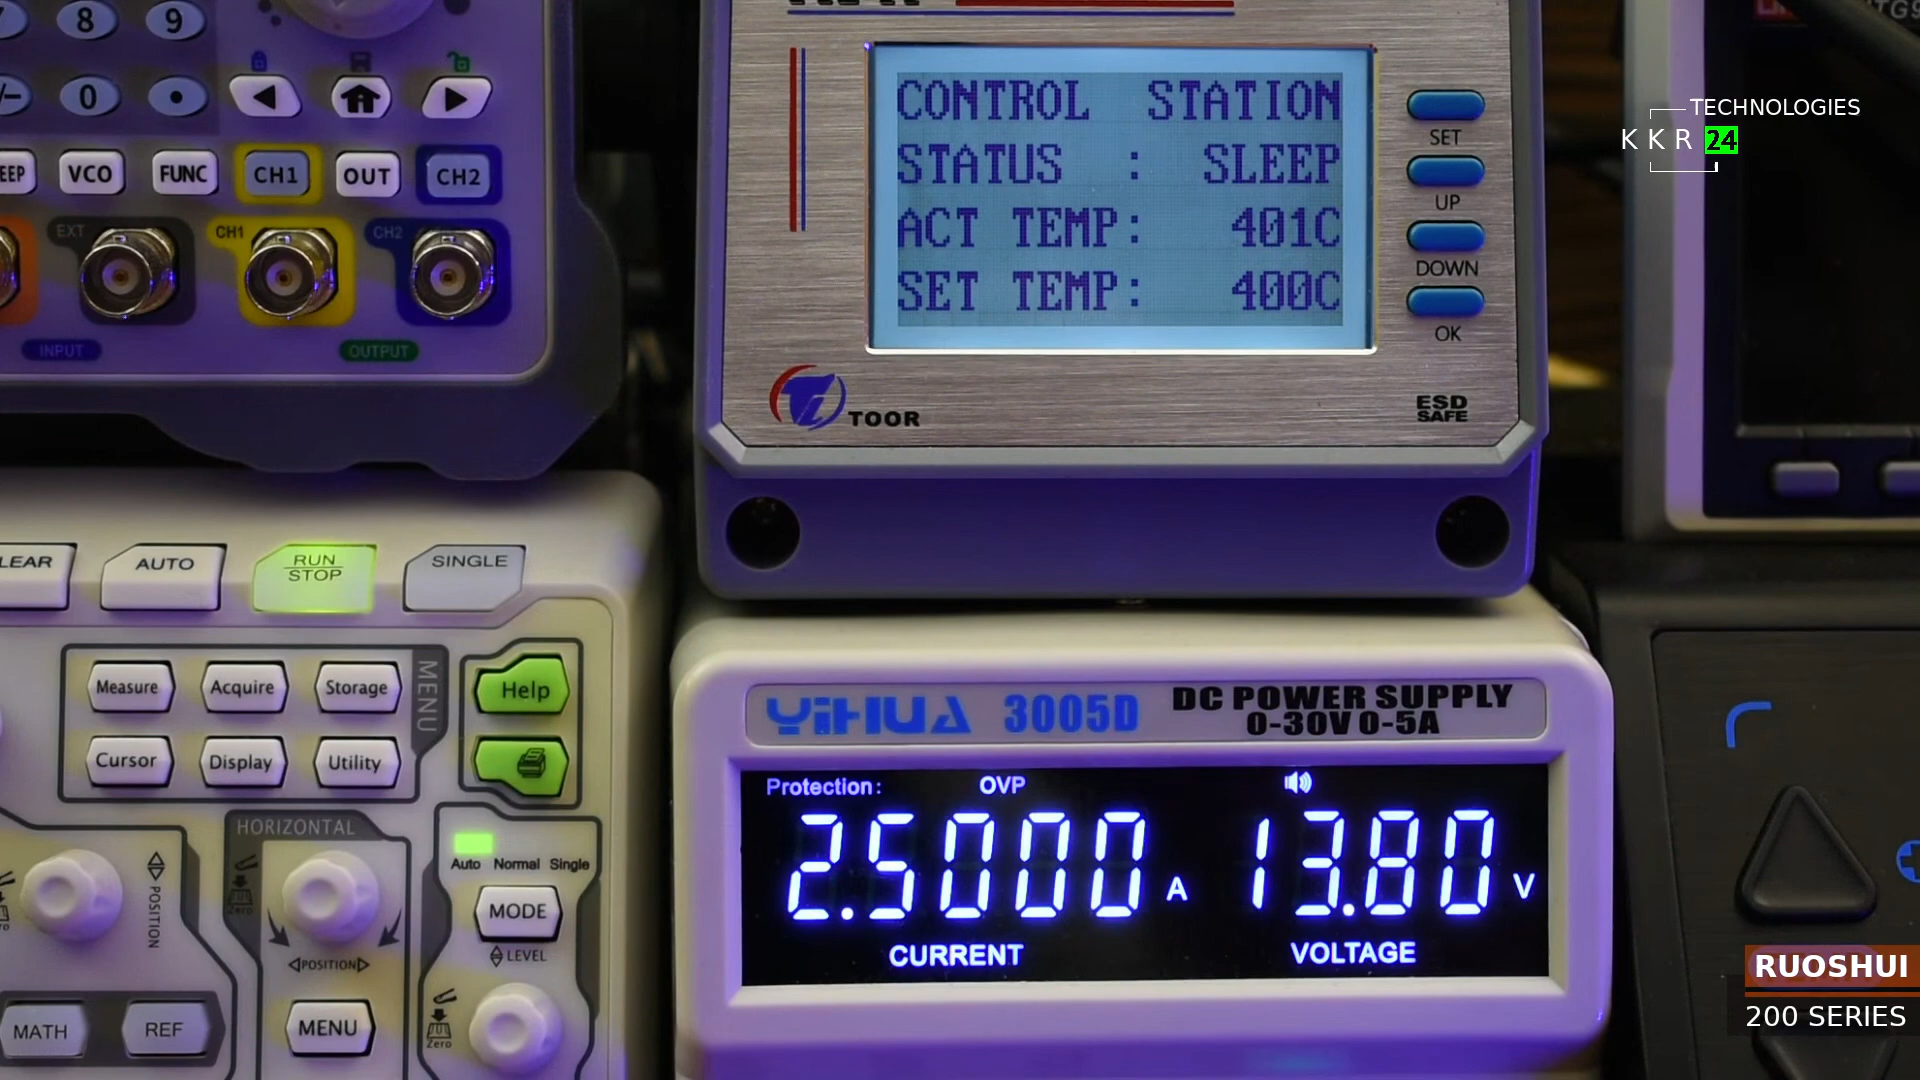 8
9
0
VCO
FUNC
CH1
OUT
CH2
EXT
CH1
CH2
INPUT
OUTPUT
CONTROL STATION
STATUS : SLEEP
ACT TEMP: 401C
SET TEMP: 400C
SET
UP
DOWN
OK
TOOR
ESD
SAFE
TECHNOLOGIES
KKR 24
AUTO
RUN
STOP
SINGLE
Measure
Acquire
Storage
MENU
Help
Cursor
Display
Utility
HORIZONTAL
POSITION
Zero
Auto Normal Single
MODE
LEVEL
POSITION
Zero
MATH
REF
MENU
YIHUA 3005D
DC POWER SUPPLY
0-30V 0-5A
Protection: OVP
2.5000 A
13.80 V
CURRENT
VOLTAGE
RUOSHUI
200 SERIES